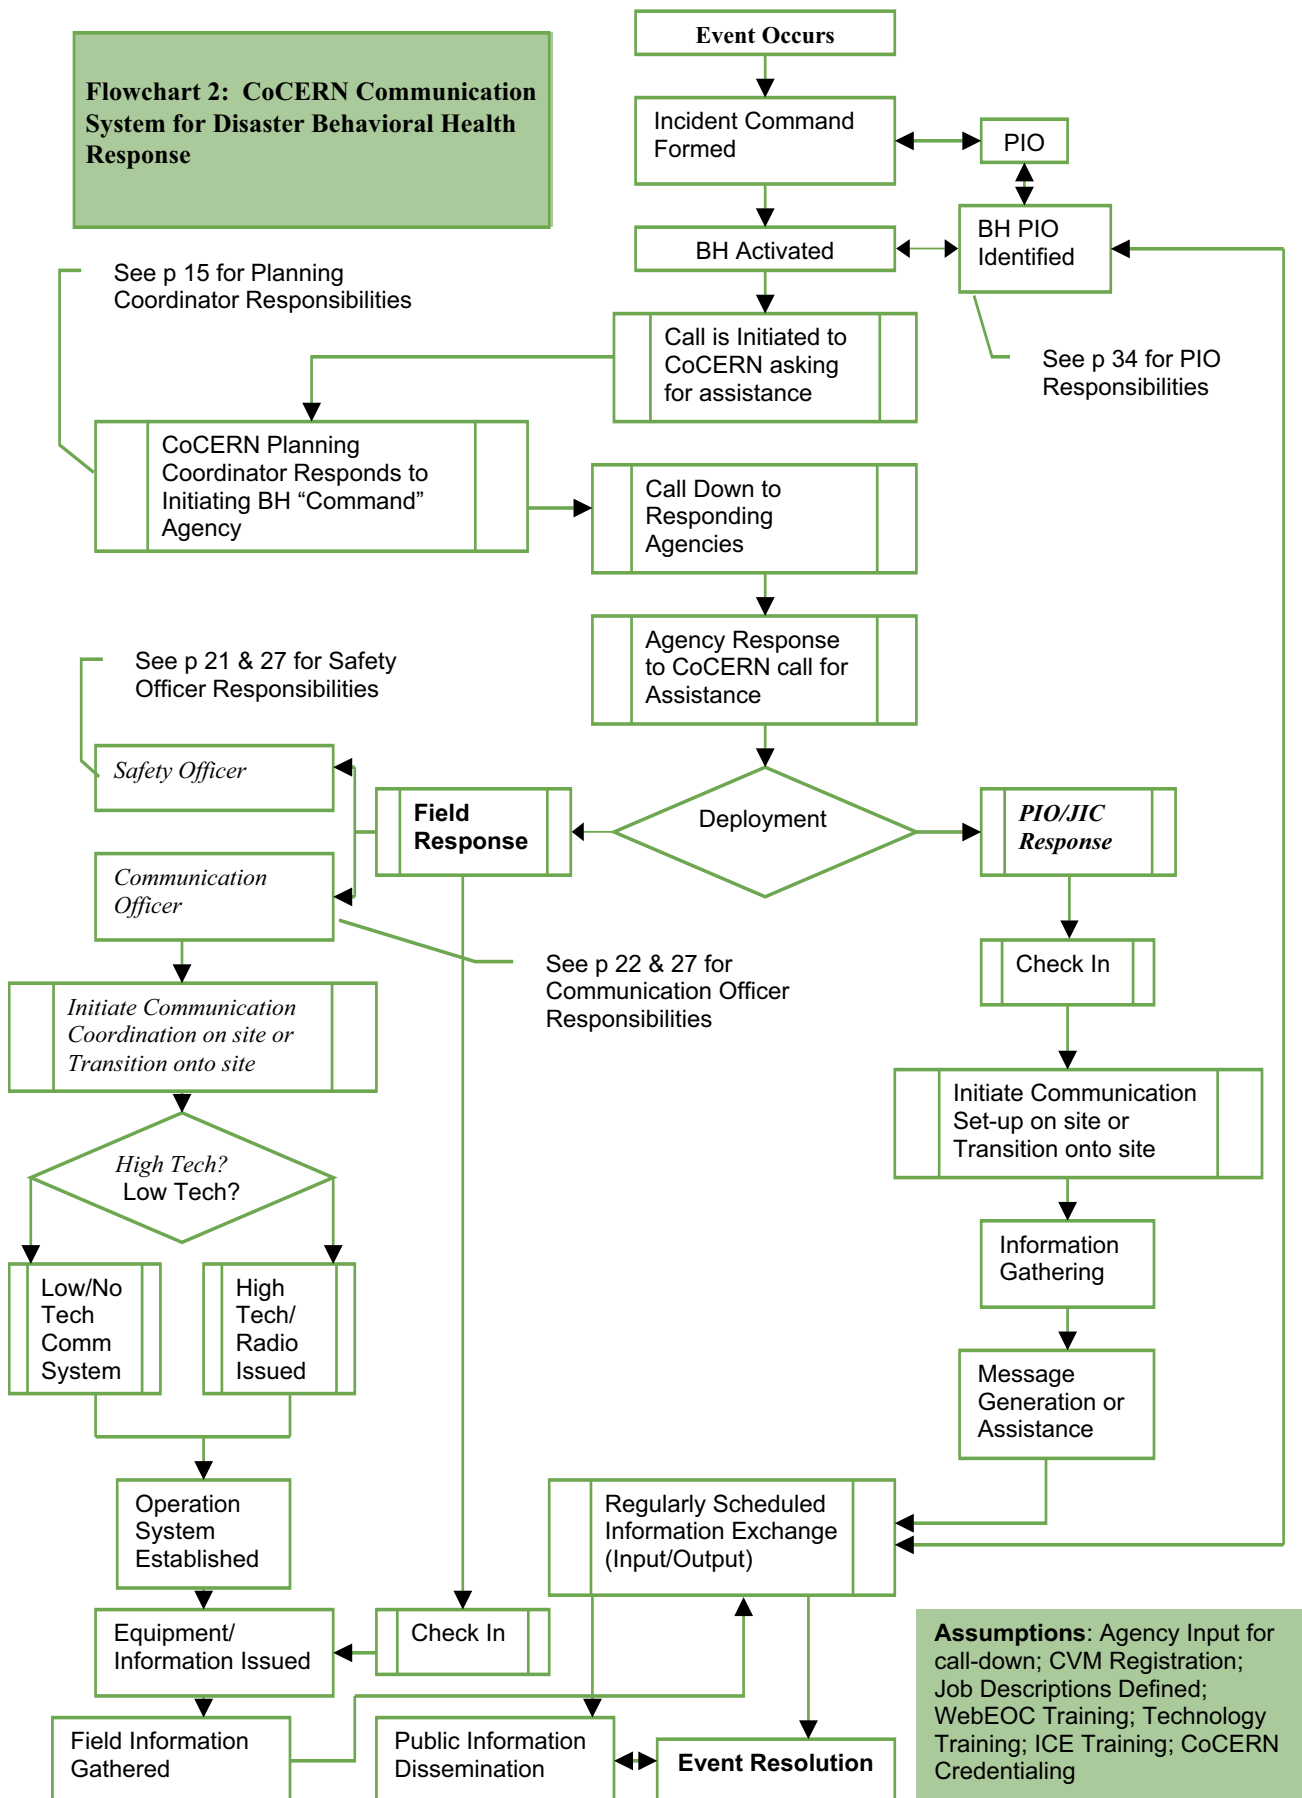 Event Occurs
Flowchart 2:  CoCERN Communication
System for Disaster Behavioral Health
Response
Incident Command
Formed
PIO
BH Activated
BH PIO
Identified
See p 15 for Planning
Coordinator Responsibilities
Call is Initiated to
CoCERN asking
for assistance
See p 34 for PIO
Responsibilities
CoCERN Planning
Coordinator Responds to
Initiating BH “Command”
Agency
Call Down to
Responding
Agencies
Agency Response
to CoCERN call for
Assistance
See p 21 & 27 for Safety
Officer Responsibilities
Safety Officer
Field
Response
Deployment
PIO/JIC
Response
Communication
Officer
See p 22 & 27 for
Communication Officer
Responsibilities
Check In
Initiate Communication
Coordination on site or
Transition onto site
Initiate Communication
Set-up on site or
Transition onto site
High Tech?
Low Tech?
Information
Gathering
Low/No
Tech
Comm
System
High
Tech/
Radio
Issued
Message
Generation or
Assistance
Operation
System
Established
Regularly Scheduled
Information Exchange
(Input/Output)
Equipment/
Information Issued
Check In
Field Information
Gathered
Public Information
Dissemination
Event Resolution
Assumptions: Agency Input for
call-down; CVM Registration;
Job Descriptions Defined;
WebEOC Training; Technology
Training; ICE Training; CoCERN
Credentialing